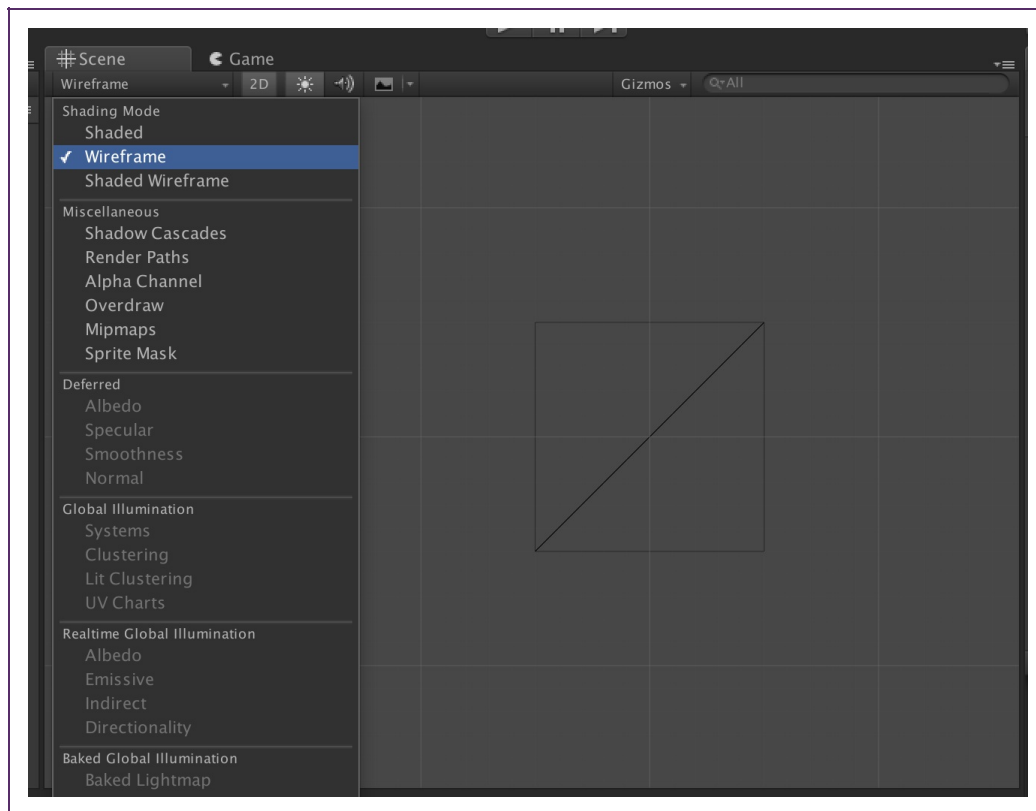 Scene Game
Wireframe 2D Gizmos All
Shading Mode
Shaded
Wireframe
Shaded Wireframe
Miscellaneous
Shadow Cascades
Render Paths
Alpha Channel
Overdraw
Mipmaps
Sprite Mask
Deferred
Albedo
Specular
Smoothness
Normal
Global Illumination
Systems
Clustering
Lit Clustering
UV Charts
Realtime Global Illumination
Albedo
Emissive
Indirect
Directionality
Baked Global Illumination
Baked Lightmap